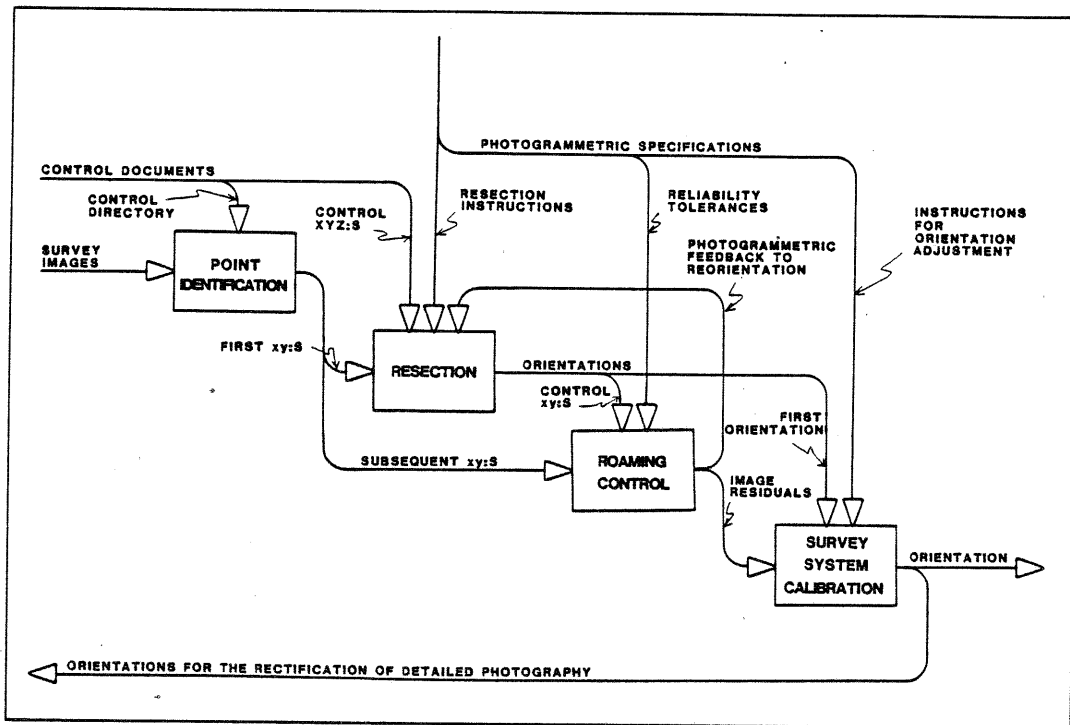 PHOTOGRAMMETRIC SPECIFICATIONS
CONTROL DOCUMENTS
CONTROL
DIRECTORY
CONTROL
XYZ:S
RESECTION
INSTRUCTIONS
RELIABILITY
TOLERANCES
INSTRUCTIONS
FOR
ORIENTATION
ADJUSTMENT
SURVEY
IMAGES
POINT
IDENTIFICATION
PHOTOGRAMMETRIC
FEEDBACK TO
REORIENTATION
FIRST xy:S
RESECTION
ORIENTATIONS
CONTROL
xy:S
FIRST
ORIENTATION
SUBSEQUENT xy:S
ROAMING
CONTROL
IMAGE
RESIDUALS
SURVEY
SYSTEM
CALIBRATION
ORIENTATION
ORIENTATIONS FOR THE RECTIFICATION OF DETAILED PHOTOGRAPHY